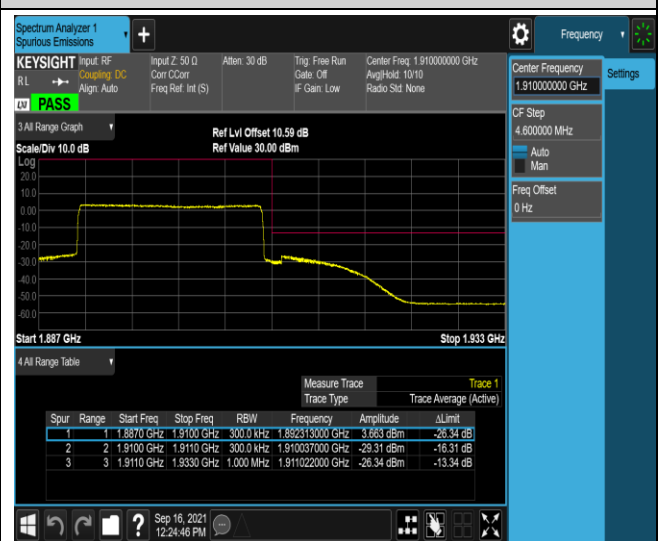 Spectrum Analyzer 1
Spurious Emissions
Frequency
KEYSIGHT
RL
Input: RF
Coupling: DC
Align: Auto
Input Z: 50 Ω
Corr CCorr
Freq Ref: Int (S)
Atten: 30 dB
Trig: Free Run
Gate: Off
IF Gain: Low
Center Freq: 1.910000000 GHz
Avg|Hold: 10/10
Radio Std: None
LXI PASS
Center Frequency
1.910000000 GHz
Settings
CF Step
4.600000 MHz
Auto
Man
Freq Offset
0 Hz
3 All Range Graph
Scale/Div 10.0 dB
Ref Lvl Offset 10.59 dB
Ref Value 30.00 dBm
Log
20.0
10.0
0.00
-10.0
-20.0
-30.0
-40.0
-50.0
-60.0
Start 1.887 GHz
Stop 1.933 GHz
4 All Range Table
Measure Trace Trace 1
Trace Type Trace Average (Active)
Spur Range Start Freq Stop Freq RBW Frequency Amplitude ΔLimit
1 1 1.8870 GHz 1.9100 GHz 300.0 kHz 1.892313000 GHz 3.663 dBm -26.34 dB
2 2 1.9100 GHz 1.9110 GHz 300.0 kHz 1.910037000 GHz -29.31 dBm -16.31 dB
3 3 1.9110 GHz 1.9330 GHz 1.000 MHz 1.911022000 GHz -26.34 dBm -13.34 dB
Sep 16, 2021
12:24:46 PM